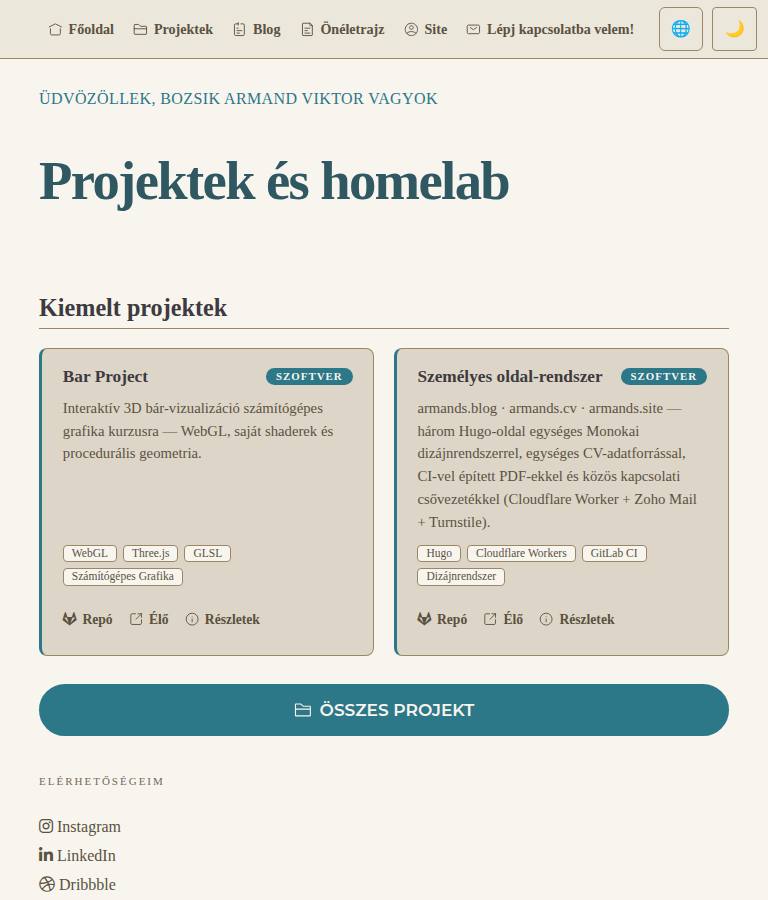 Főoldal Projektek Blog Önéletrajz Site Lépj kapcsolatba velem!
ÜDVÖZÖLLEK, BOZSIK ARMAND VIKTOR VAGYOK
Projektek és homelab
Kiemelt projektek
Bar Project SZOFTVER
Interaktív 3D bár-vizualizáció számítógépes
grafika kurzusra — WebGL, saját shaderek és
procedurális geometria.
WebGL Three.js GLSL
Számítógépes Grafika
Repó Élő Részletek
Személyes oldal-rendszer SZOFTVER
armands.blog · armands.cv · armands.site —
három Hugo-oldal egységes Monokai
dizájnrendszerrel, egységes CV-adatforrással,
CI-vel épített PDF-ekkel és közös kapcsolati
csővezetékkel (Cloudflare Worker + Zoho Mail
+ Turnstile).
Hugo Cloudflare Workers GitLab CI
Dizájnrendszer
Repó Élő Részletek
ÖSSZES PROJEKT
ELÉRHETŐSÉGEIM
Instagram
LinkedIn
Dribbble